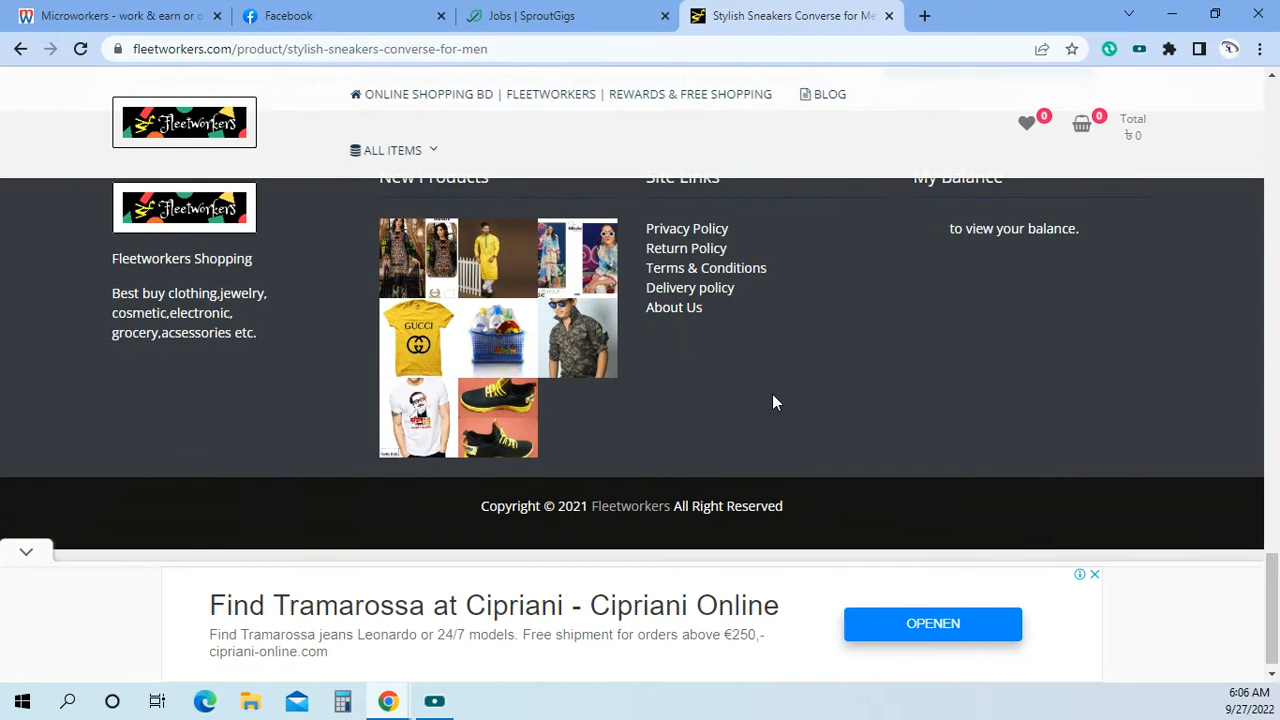 Microworkers - work & earn or o
Facebook
Jobs | SproutGigs
Stylish Sneakers Converse for Me
fleetworkers.com/product/stylish-sneakers-converse-for-men
ONLINE SHOPPING BD | FLEETWORKERS | REWARDS & FREE SHOPPING
BLOG
Fleetworkers
0
0
Total
৳ 0
ALL ITEMS
New Products
Site Links
My Balance
Fleetworkers
Fleetworkers Shopping
Best buy clothing,jewelry,
cosmetic,electronic,
grocery,acsessories etc.
GUCCI
Privacy Policy
Return Policy
Terms & Conditions
Delivery policy
About Us
to view your balance.
Copyright © 2021 Fleetworkers All Right Reserved
Find Tramarossa at Cipriani - Cipriani Online
Find Tramarossa jeans Leonardo or 24/7 models. Free shipment for orders above €250,-
cipriani-online.com
OPENEN
6:06 AM
9/27/2022